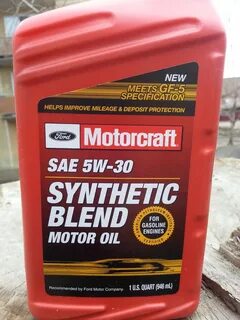 NEW
MEETS GF-5
SPECIFICATION
HELPS IMPROVE MILEAGE & DEPOSIT PROTECTION
Ford Motorcraft
SAE 5W-30
SYNTHETIC
BLEND
MOTOR OIL
FOR
GASOLINE
ENGINES
Recommended by Ford Motor Company
1 U.S. QUART (946 mL)